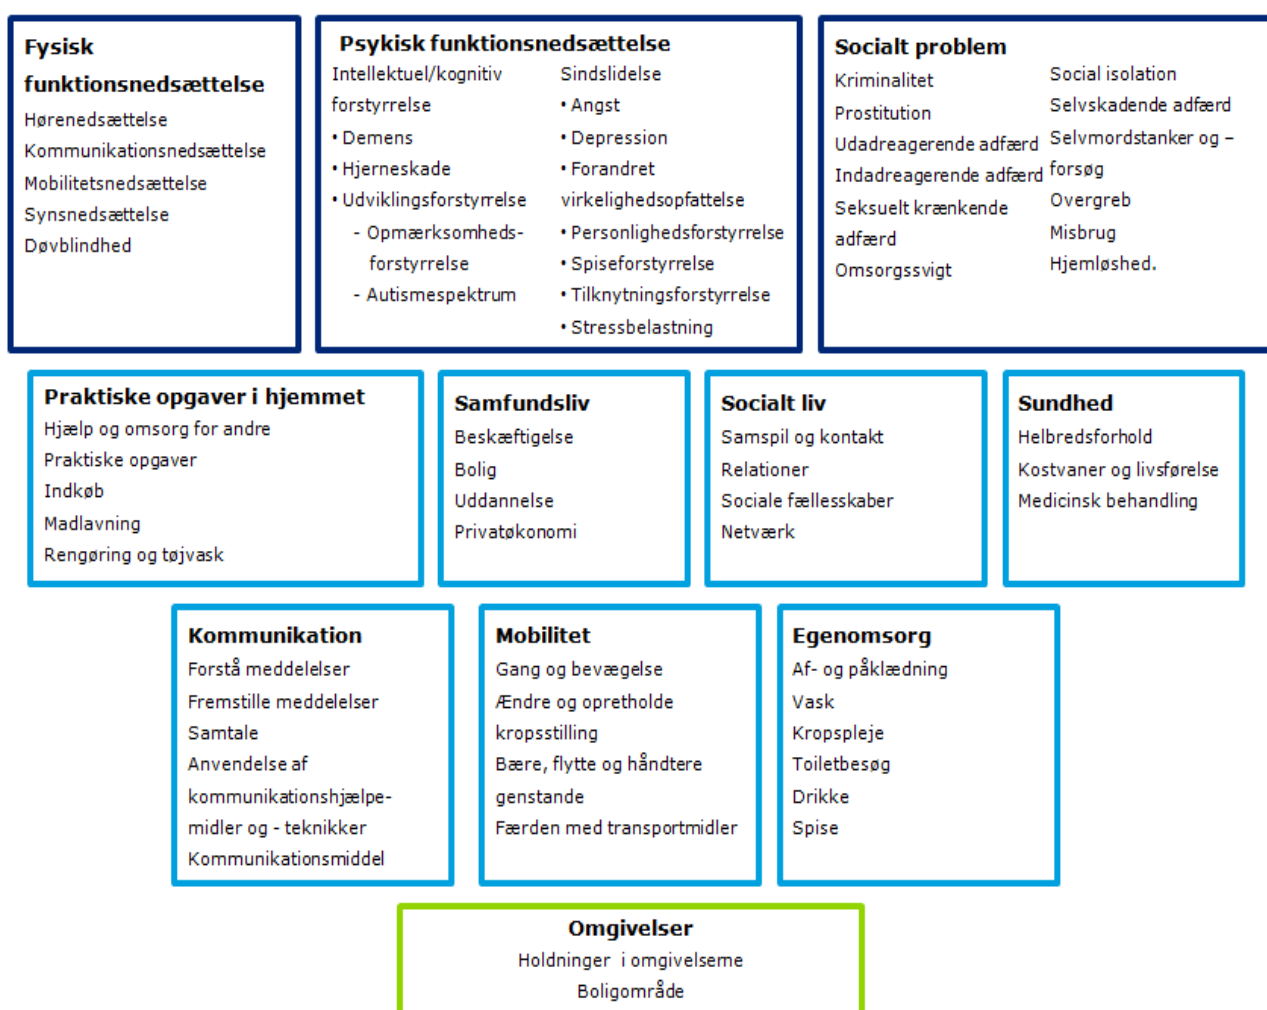 Fysisk
funktionsnedsættelse
Hørenedsættelse
Kommunikationsnedsættelse
Mobilitetsnedsættelse
Synsnedsættelse
Døvblindhed
Psykisk funktionsnedsættelse
Intellektuel/kognitiv
forstyrrelse
• Demens
• Hjerneskade
• Udviklingsforstyrrelse
- Opmærksomheds-
forstyrrelse
- Autismespektrum
Sindslidelse
• Angst
• Depression
• Forandret
virkelighedsopfattelse
• Personlighedsforstyrrelse
• Spiseforstyrrelse
• Tilknytningsforstyrrelse
• Stressbelastning
Socialt problem
Kriminalitet
Prostitution
Udadreagerende adfærd
Indadreagerende adfærd
Seksuelt krænkende
adfærd
Omsorgssvigt
Social isolation
Selvskadende adfærd
Selvmordstanker og –
forsøg
Overgreb
Misbrug
Hjemløshed.
Praktiske opgaver i hjemmet
Hjælp og omsorg for andre
Praktiske opgaver
Indkøb
Madlavning
Rengøring og tøjvask
Samfundsliv
Beskæftigelse
Bolig
Uddannelse
Privatøkonomi
Socialt liv
Samspil og kontakt
Relationer
Sociale fællesskaber
Netværk
Sundhed
Helbredsforhold
Kostvaner og livsførelse
Medicinsk behandling
Kommunikation
Forstå meddelelser
Fremstille meddelelser
Samtale
Anvendelse af
kommunikationshjælpe-
midler og - teknikker
Kommunikationsmiddel
Mobilitet
Gang og bevægelse
Ændre og opretholde
kropsstilling
Bære, flytte og håndtere
genstande
Færden med transportmidler
Egenomsorg
Af- og påklædning
Vask
Kropspleje
Toiletbesøg
Drikke
Spise
Omgivelser
Holdninger i omgivelserne
Boligområde